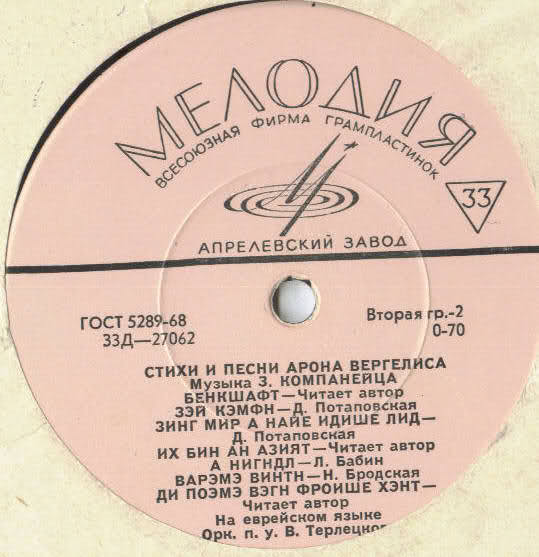 МЕЛОДИЯ
ВСЕСОЮЗНАЯ ФИРМА ГРАМПЛАСТИНОК
33
АПРЕЛЕВСКИЙ ЗАВОД
ГОСТ 5289-68
33Д—27062
Вторая гр.-2
0-70
СТИХИ И ПЕСНИ АРОНА ВЕРГЕЛИСА
Музыка З. КОМПАНЕЙЦА
БЕНКШАФТ—Читает автор
ЗЭЙ КЭМФН—Д. Потаповская
ЗИНГ МИР А НАЙЕ ИДИШЕ ЛИД—
Д. Потаповская
ИХ БИН АН АЗИЯТ—Читает автор
А НИГНДЛ—Л. Бабин
ВАРЭМЭ ВИНТН—Н. Бродская
ДИ ПОЭМЭ ВЭГН ФРОИШЕ ХЭНТ—
Читает автор
На еврейском языке
Орк. п. у. В. Терлецког